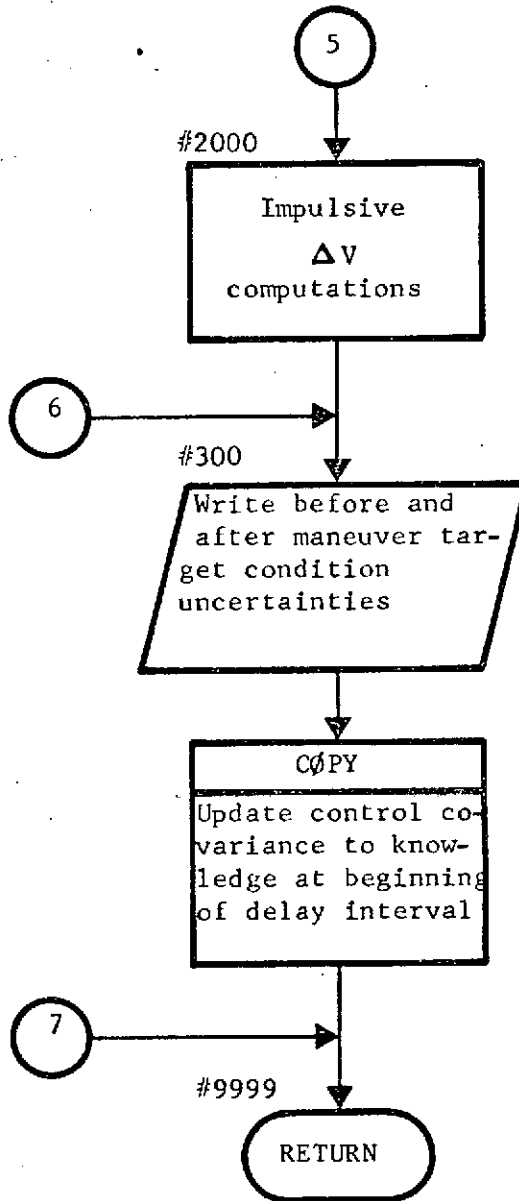 5
#2000
Impulsive
ΔV
computations
6
#300
Write before and
after maneuver tar-
get condition
uncertainties
CØPY
Update control co-
variance to know-
ledge at beginning
of delay interval
7
#9999
RETURN